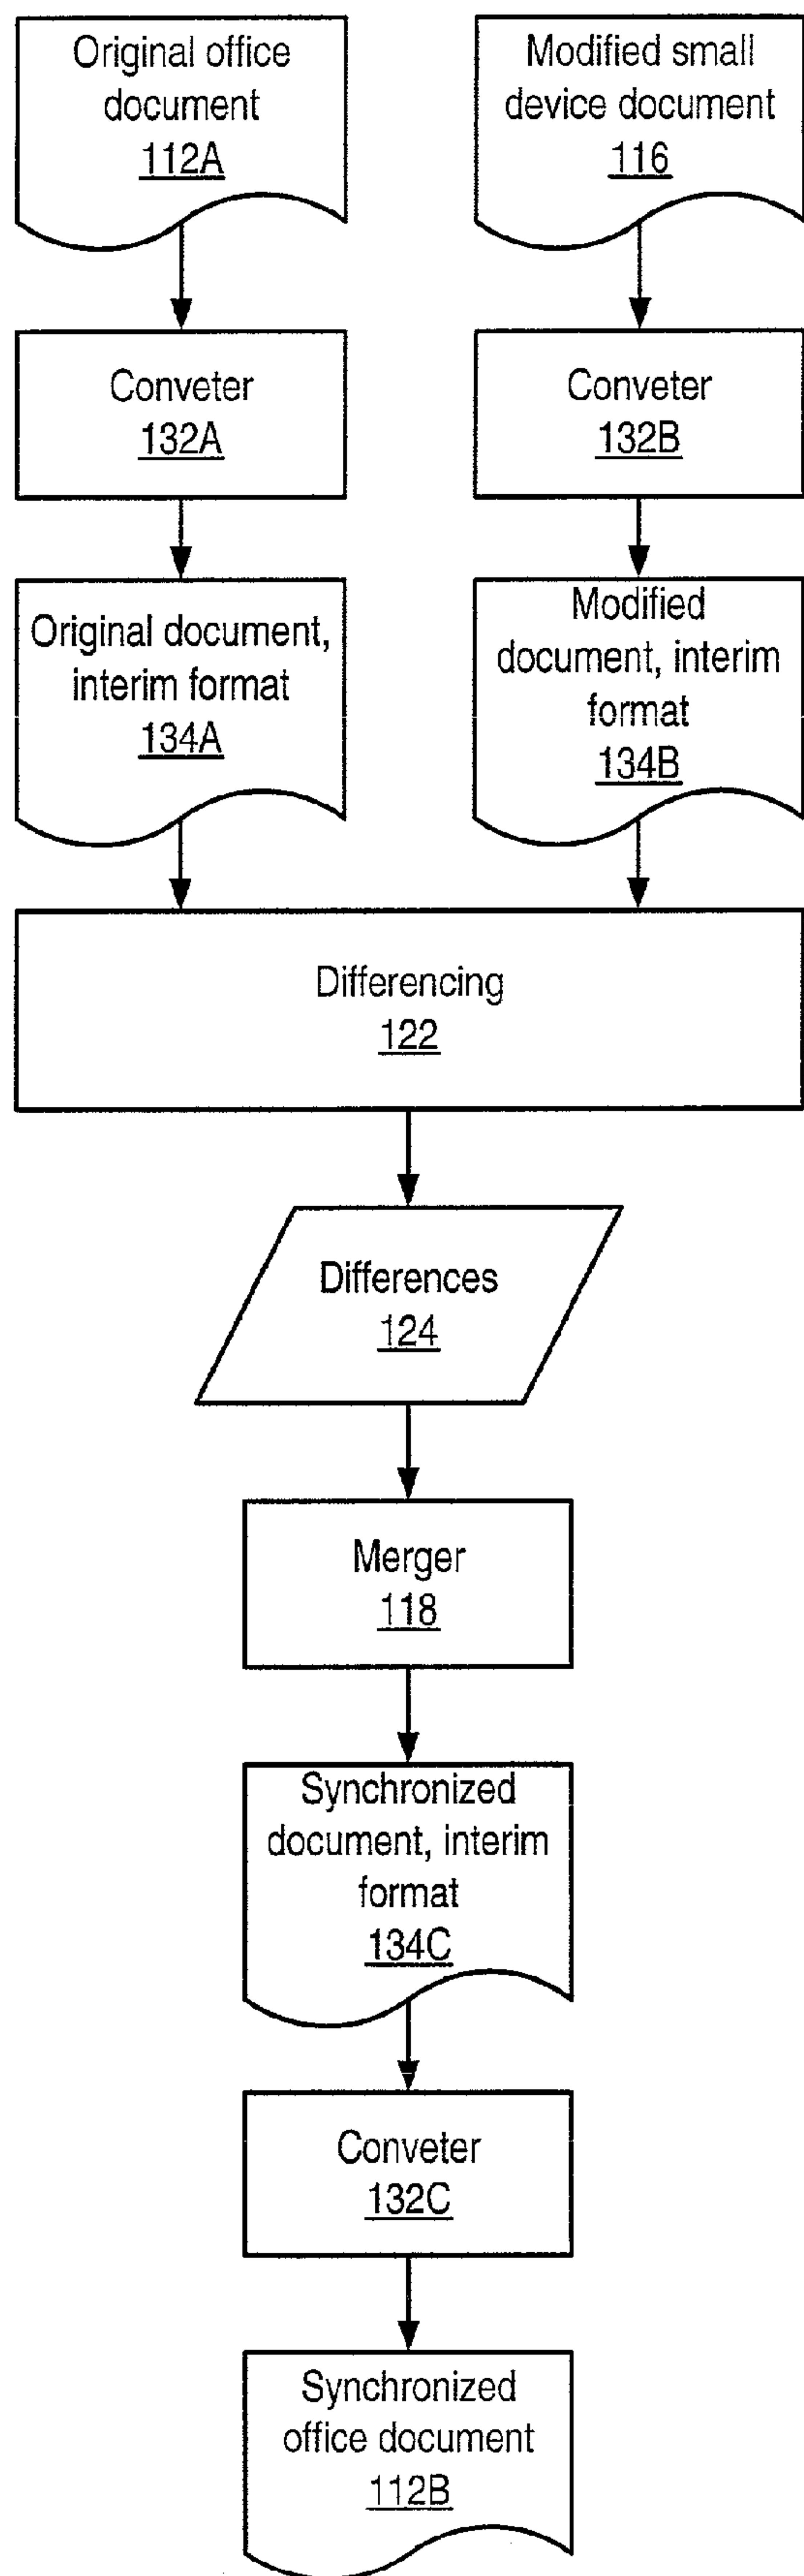 Original office
document
112A
Modified small
device document
116
Conveter
132A
Conveter
132B
Original document,
interim format
134A
Modified
document, interim
format
134B
Differencing
122
Differences
124
Merger
118
Synchronized
document, interim
format
134C
Conveter
132C
Synchronized
office document
112B